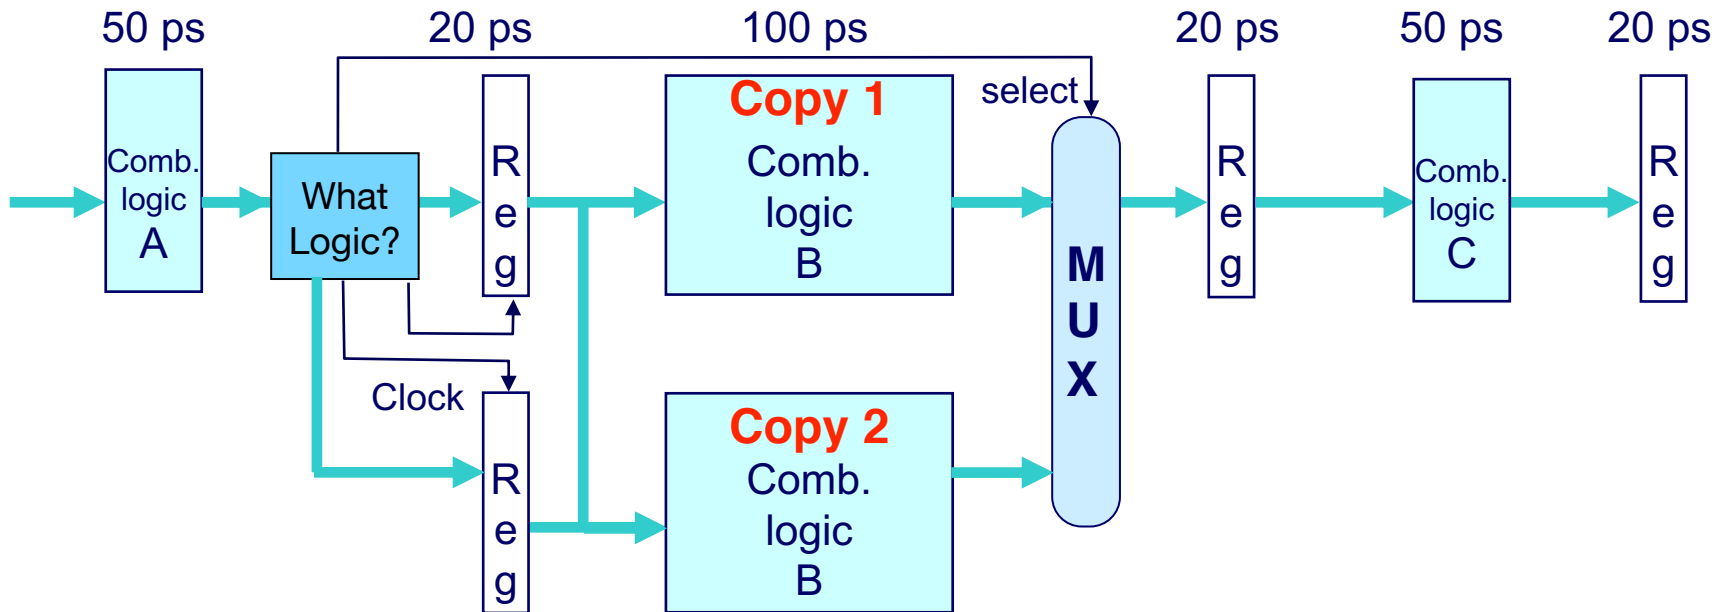 50 ps
20 ps
100 ps
20 ps
50 ps
20 ps
select
Comb.
logic
A
What
Logic?
R
e
g
Copy 1
Comb.
logic
B
M
U
X
R
e
g
Comb.
logic
C
R
e
g
Clock
R
e
g
Copy 2
Comb.
logic
B